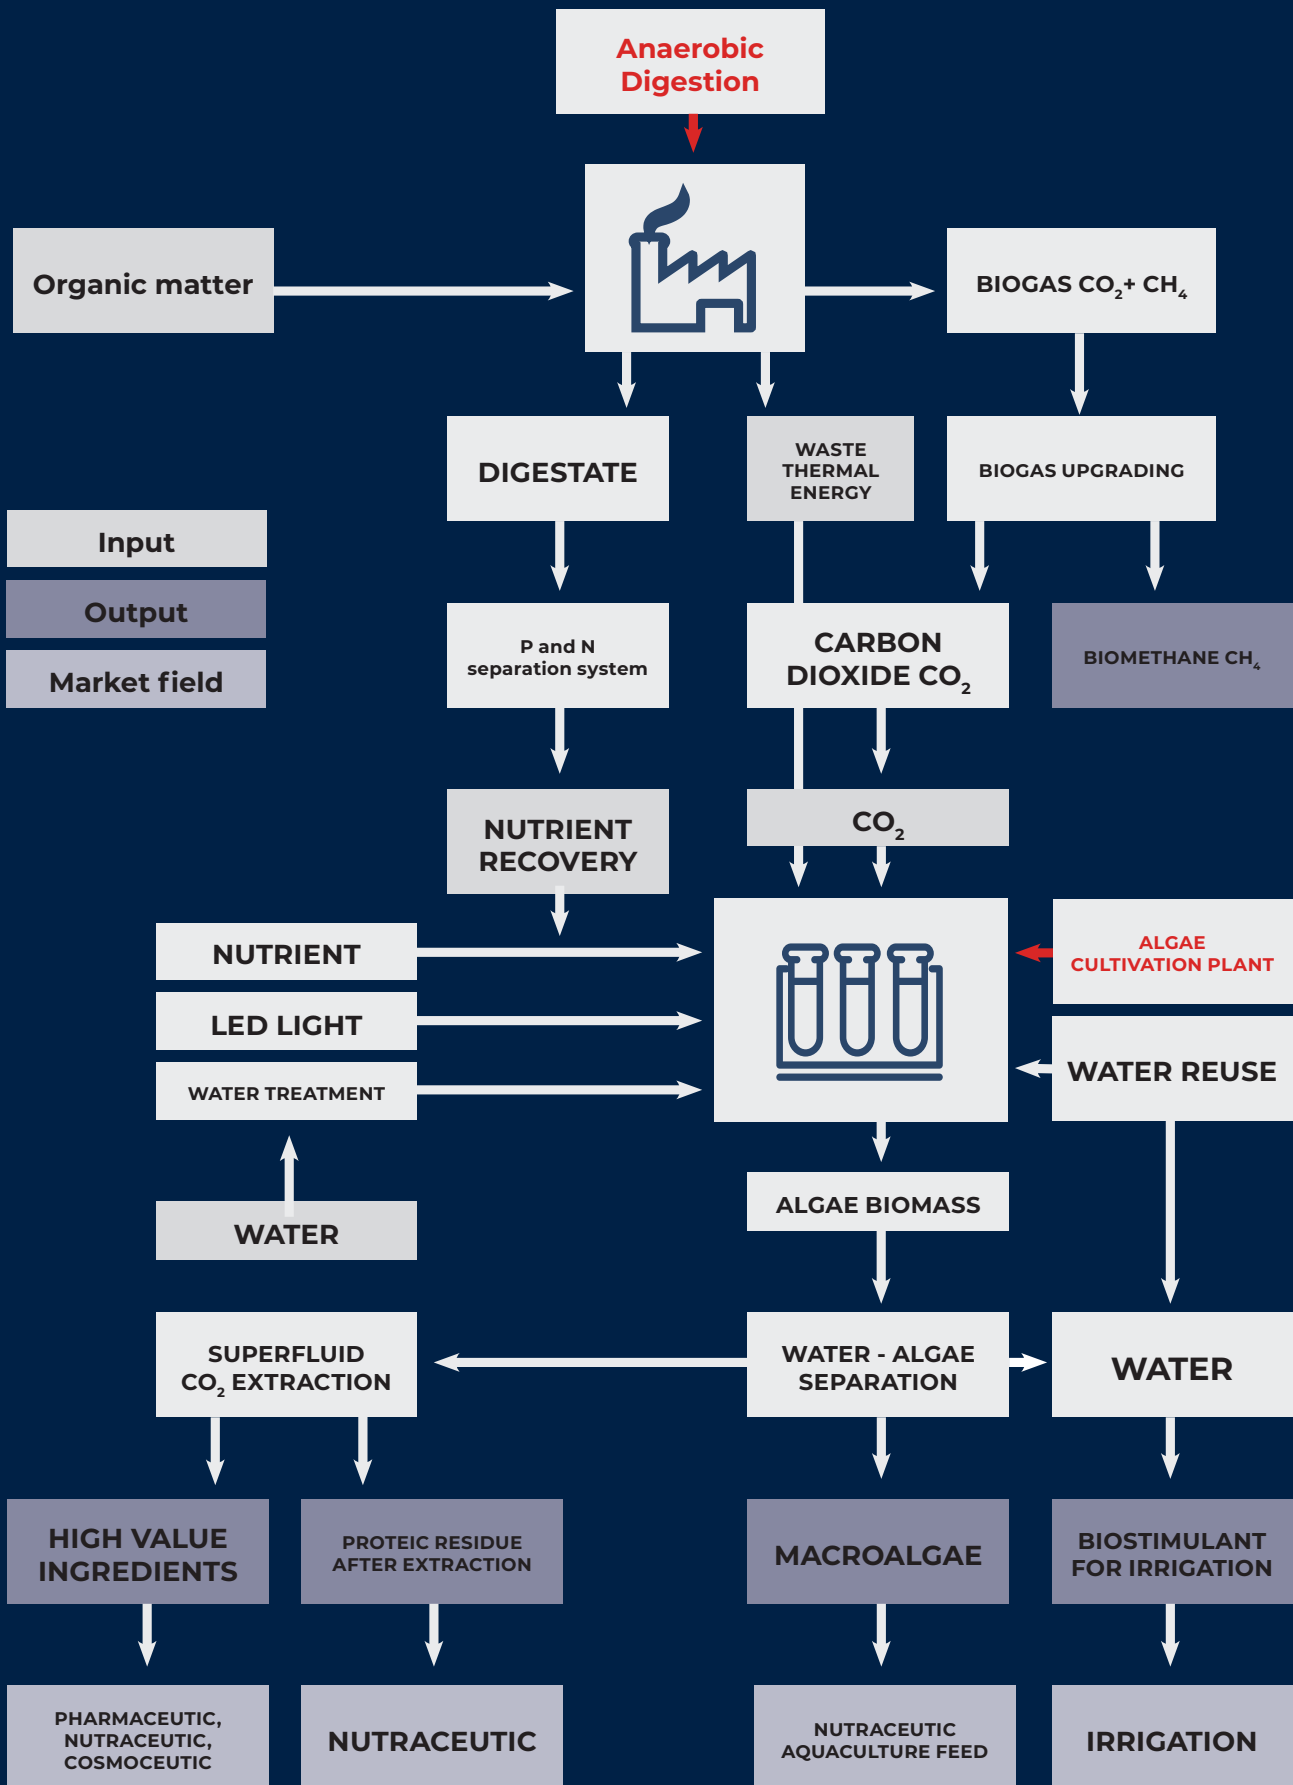 Anaerobic
Digestion
Organic matter
BIOGAS CO₂+ CH₄
DIGESTATE
WASTE
THERMAL
ENERGY
BIOGAS UPGRADING
Input
Output
Market field
P and N
separation system
CARBON
DIOXIDE CO₂
BIOMETHANE CH₄
NUTRIENT
RECOVERY
CO₂
NUTRIENT
LED LIGHT
WATER TREATMENT
WATER
ALGAE
CULTIVATION PLANT
WATER REUSE
ALGAE BIOMASS
SUPERFLUID
CO₂ EXTRACTION
WATER - ALGAE
SEPARATION
WATER
HIGH VALUE
INGREDIENTS
PROTEIC RESIDUE
AFTER EXTRACTION
MACROALGAE
BIOSTIMULANT
FOR IRRIGATION
PHARMACEUTIC,
NUTRACEUTIC,
COSMOCEUTIC
NUTRACEUTIC
NUTRACEUTIC
AQUACULTURE FEED
IRRIGATION